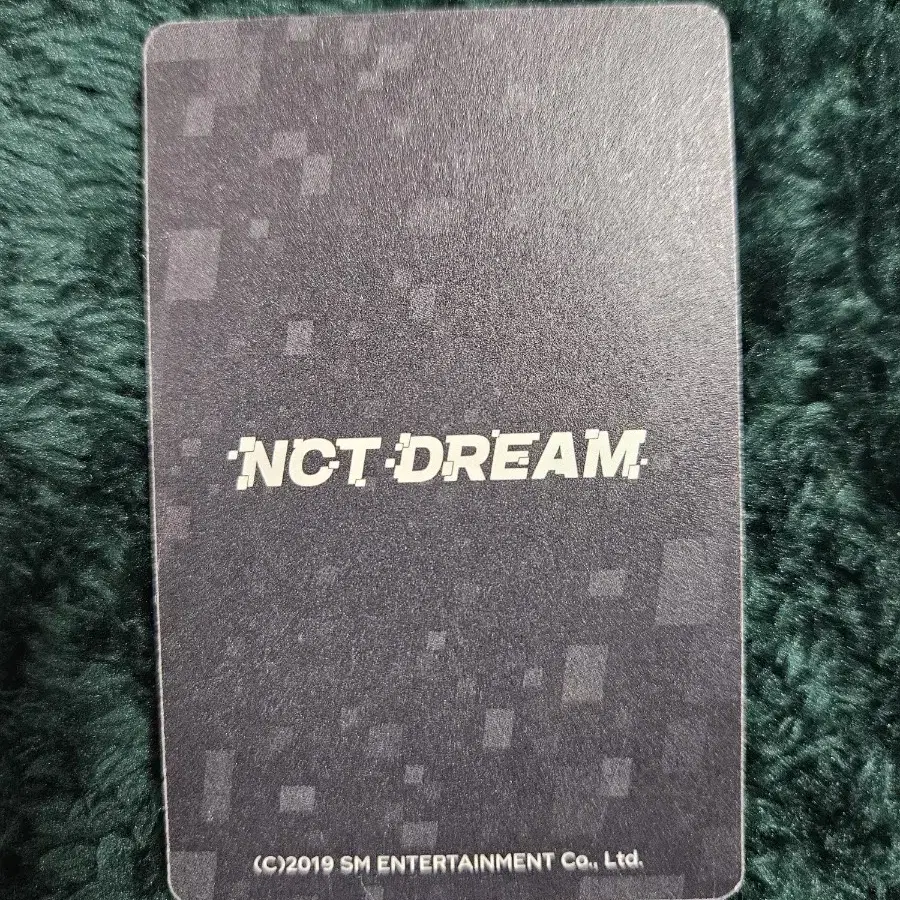 NCT DREAM
(C)2019 SM ENTERTAINMENT Co., Ltd.